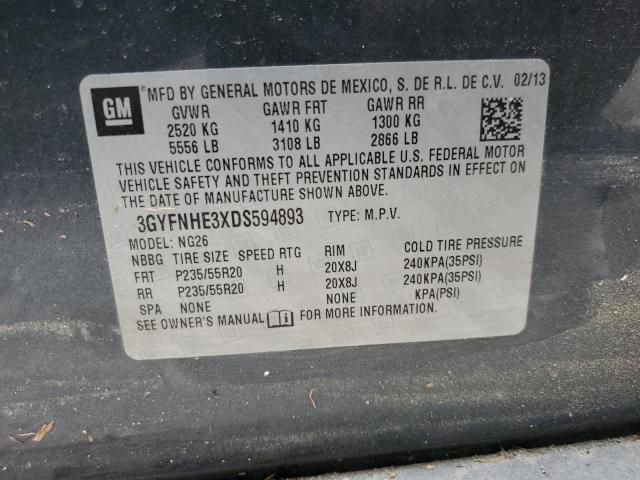 GM
MFD BY GENERAL MOTORS DE MEXICO, S. DE R.L. DE C.V. 02/13
GVWR GAWR FRT GAWR RR
2520 KG 1410 KG 1300 KG
5556 LB 3108 LB 2866 LB
THIS VEHICLE CONFORMS TO ALL APPLICABLE U.S. FEDERAL MOTOR
VEHICLE SAFETY AND THEFT PREVENTION STANDARDS IN EFFECT ON
THE DATE OF MANUFACTURE SHOWN ABOVE.
3GYFNHE3XDS594893 TYPE: M.P.V.
MODEL: NG26
NBBG TIRE SIZE SPEED RTG RIM COLD TIRE PRESSURE
FRT P235/55R20 H 20X8J 240KPA(35PSI)
RR P235/55R20 H 20X8J 240KPA(35PSI)
SPA NONE NONE KPA(PSI)
SEE OWNER'S MANUAL FOR MORE INFORMATION.